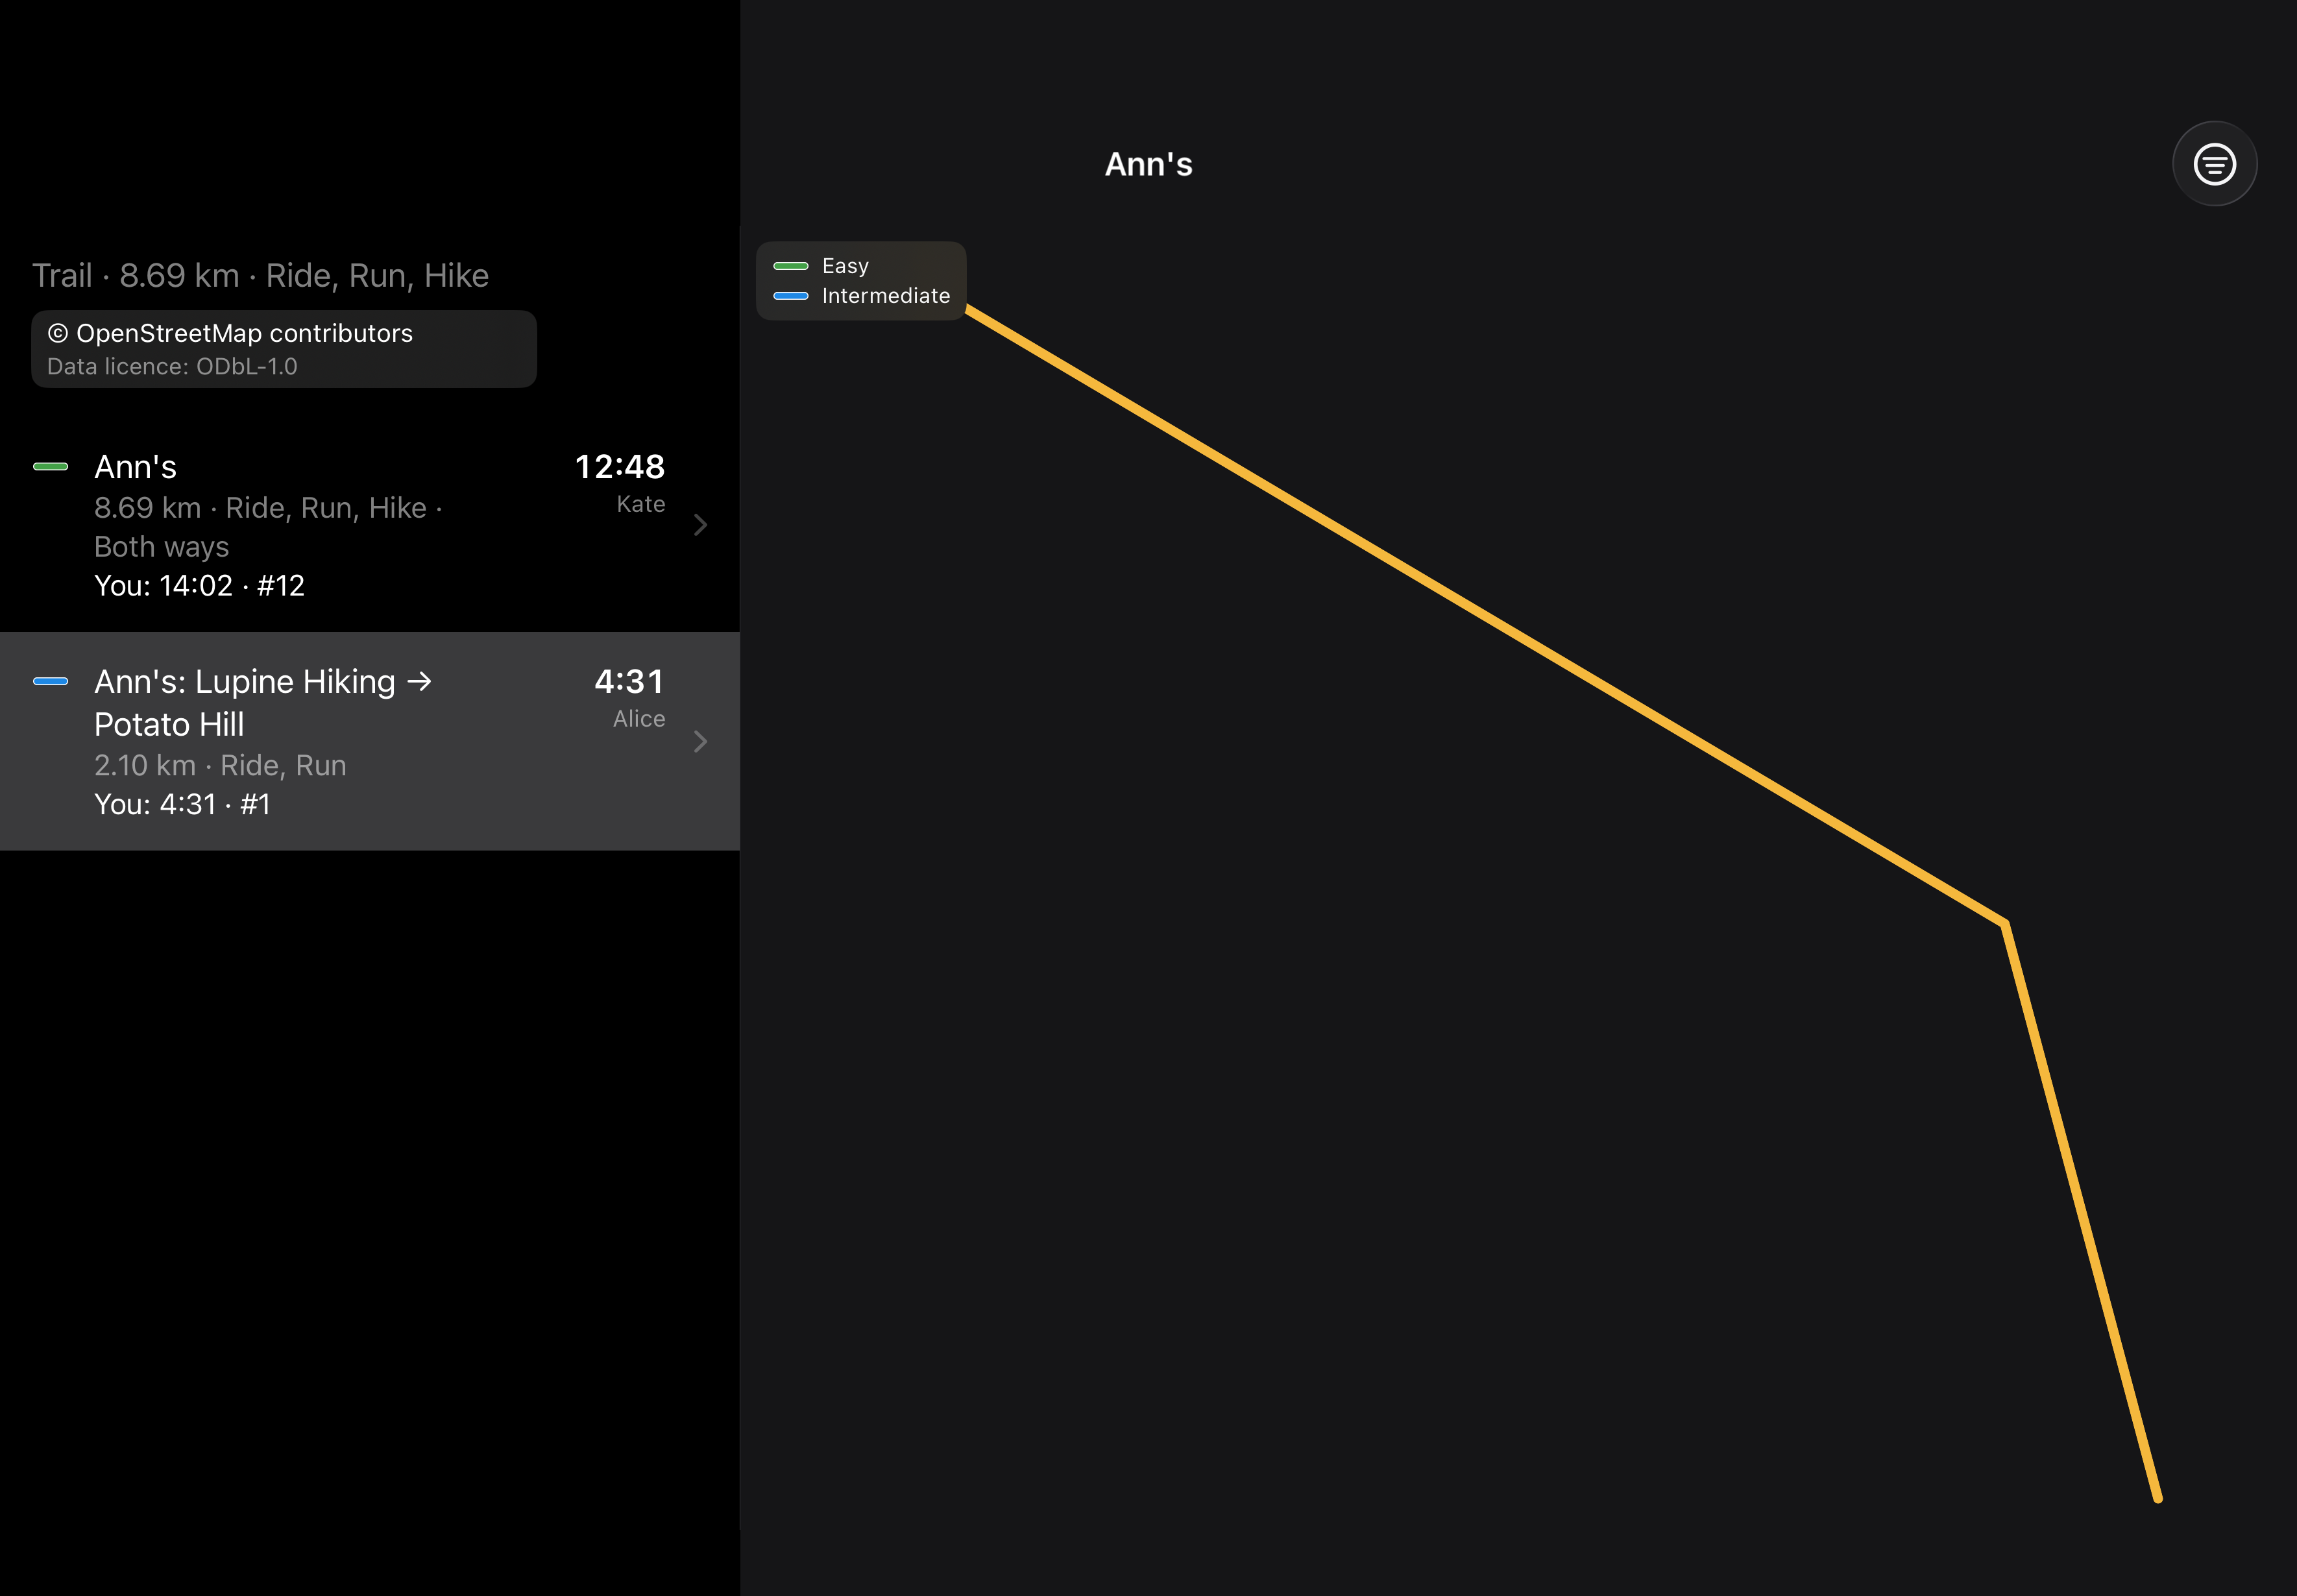 Ann's
Trail · 8.69 km · Ride, Run, Hike
© OpenStreetMap contributors
Data licence: ODbL-1.0
Ann's
12:48
8.69 km · Ride, Run, Hike ·
Kate
Both ways
You: 14:02 · #12
Ann's: Lupine Hiking →
4:31
Potato Hill
Alice
2.10 km · Ride, Run
You: 4:31 · #1
Easy
Intermediate